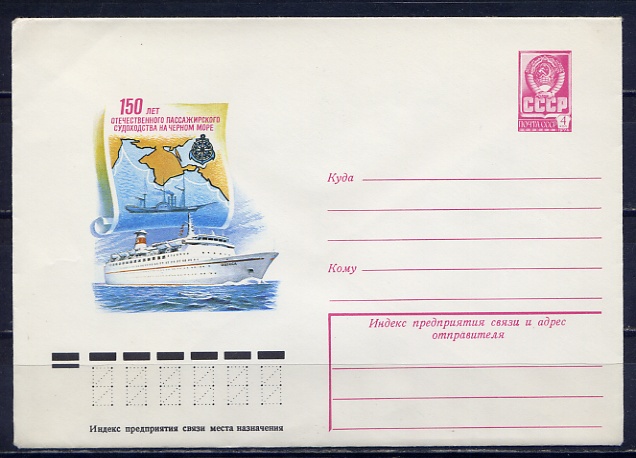 150 ЛЕТ
ОТЕЧЕСТВЕННОГО ПАССАЖИРСКОГО
СУДОХОДСТВА НА ЧЕРНОМ МОРЕ
СССР
ПОЧТА СССР 4
Куда
Кому
Индекс предприятия связи и адрес
отправителя
Индекс предприятия связи места назначения